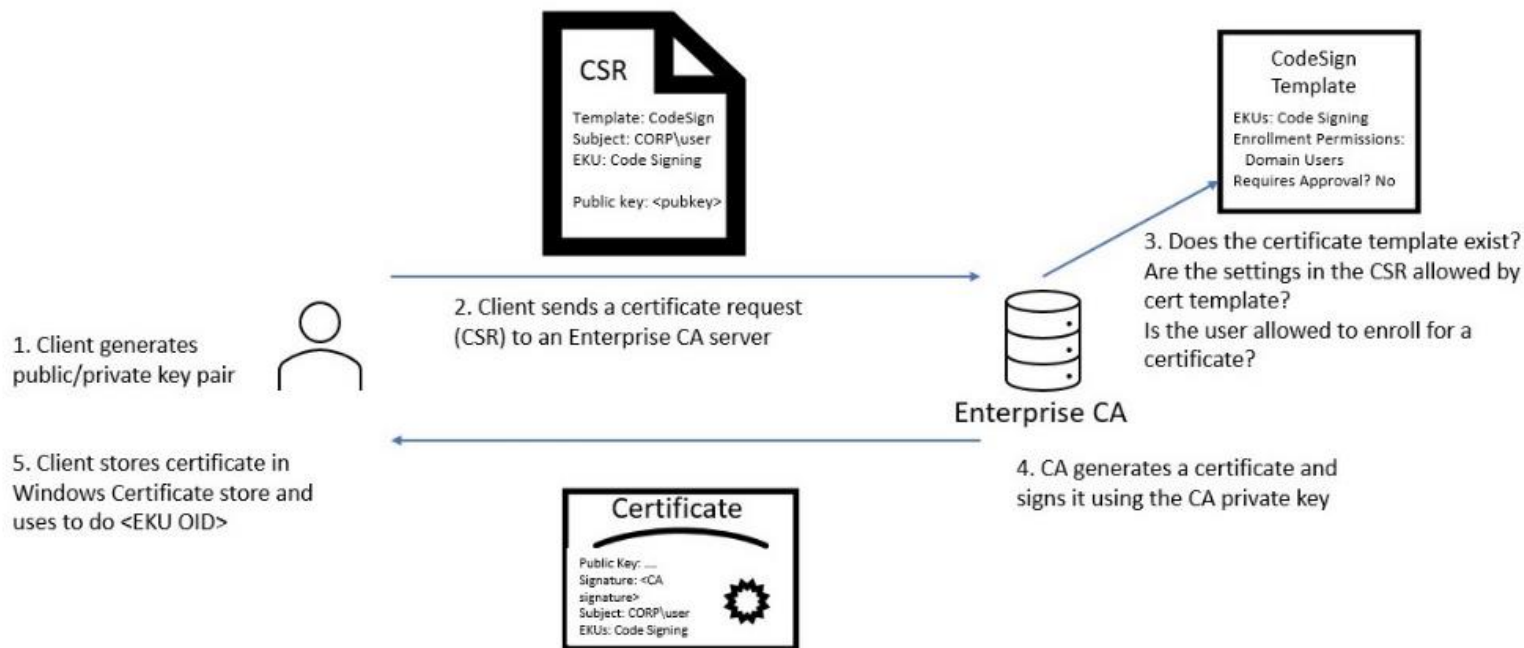 CSR
Template: CodeSign
Subject: CORP\user
EKU: Code Signing
Public key: <pubkey>
CodeSign
Template
EKUs: Code Signing
Enrollment Permissions:
Domain Users
Requires Approval? No
1. Client generates
public/private key pair
2. Client sends a certificate request
(CSR) to an Enterprise CA server
3. Does the certificate template exist?
Are the settings in the CSR allowed by
cert template?
Is the user allowed to enroll for a
certificate?
Enterprise CA
4. CA generates a certificate and
signs it using the CA private key
5. Client stores certificate in
Windows Certificate store and
uses to do <EKU OID>
Certificate
Public Key: ....
Signature: <CA
signature>
Subject: CORP\user
EKUs: Code Signing